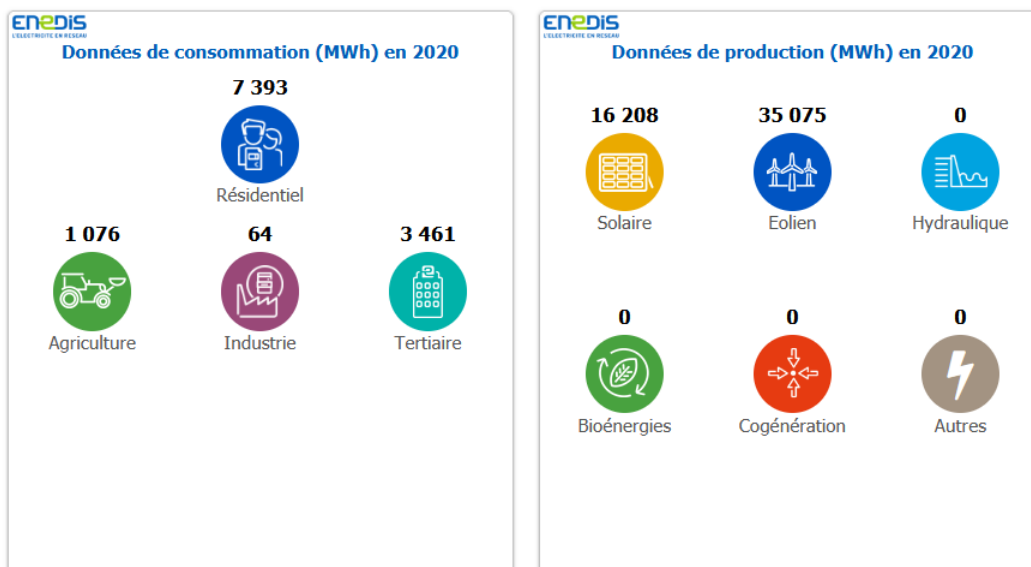 ENEDIS
L'ELECTRICITE EN RESEAU
Données de consommation (MWh) en 2020
7 393
Résidentiel
1 076
64
3 461
Agriculture
Industrie
Tertiaire
ENEDIS
L'ELECTRICITE EN RESEAU
Données de production (MWh) en 2020
16 208
35 075
0
Solaire
Eolien
Hydraulique
0
0
0
Bioénergies
Cogénération
Autres